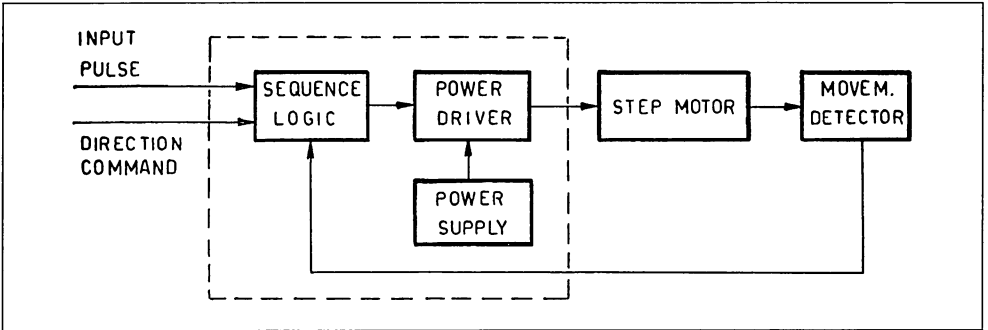 INPUT
PULSE
DIRECTION
COMMAND
SEQUENCE
LOGIC
POWER
DRIVER
POWER
SUPPLY
STEP MOTOR
MOVEM.
DETECTOR